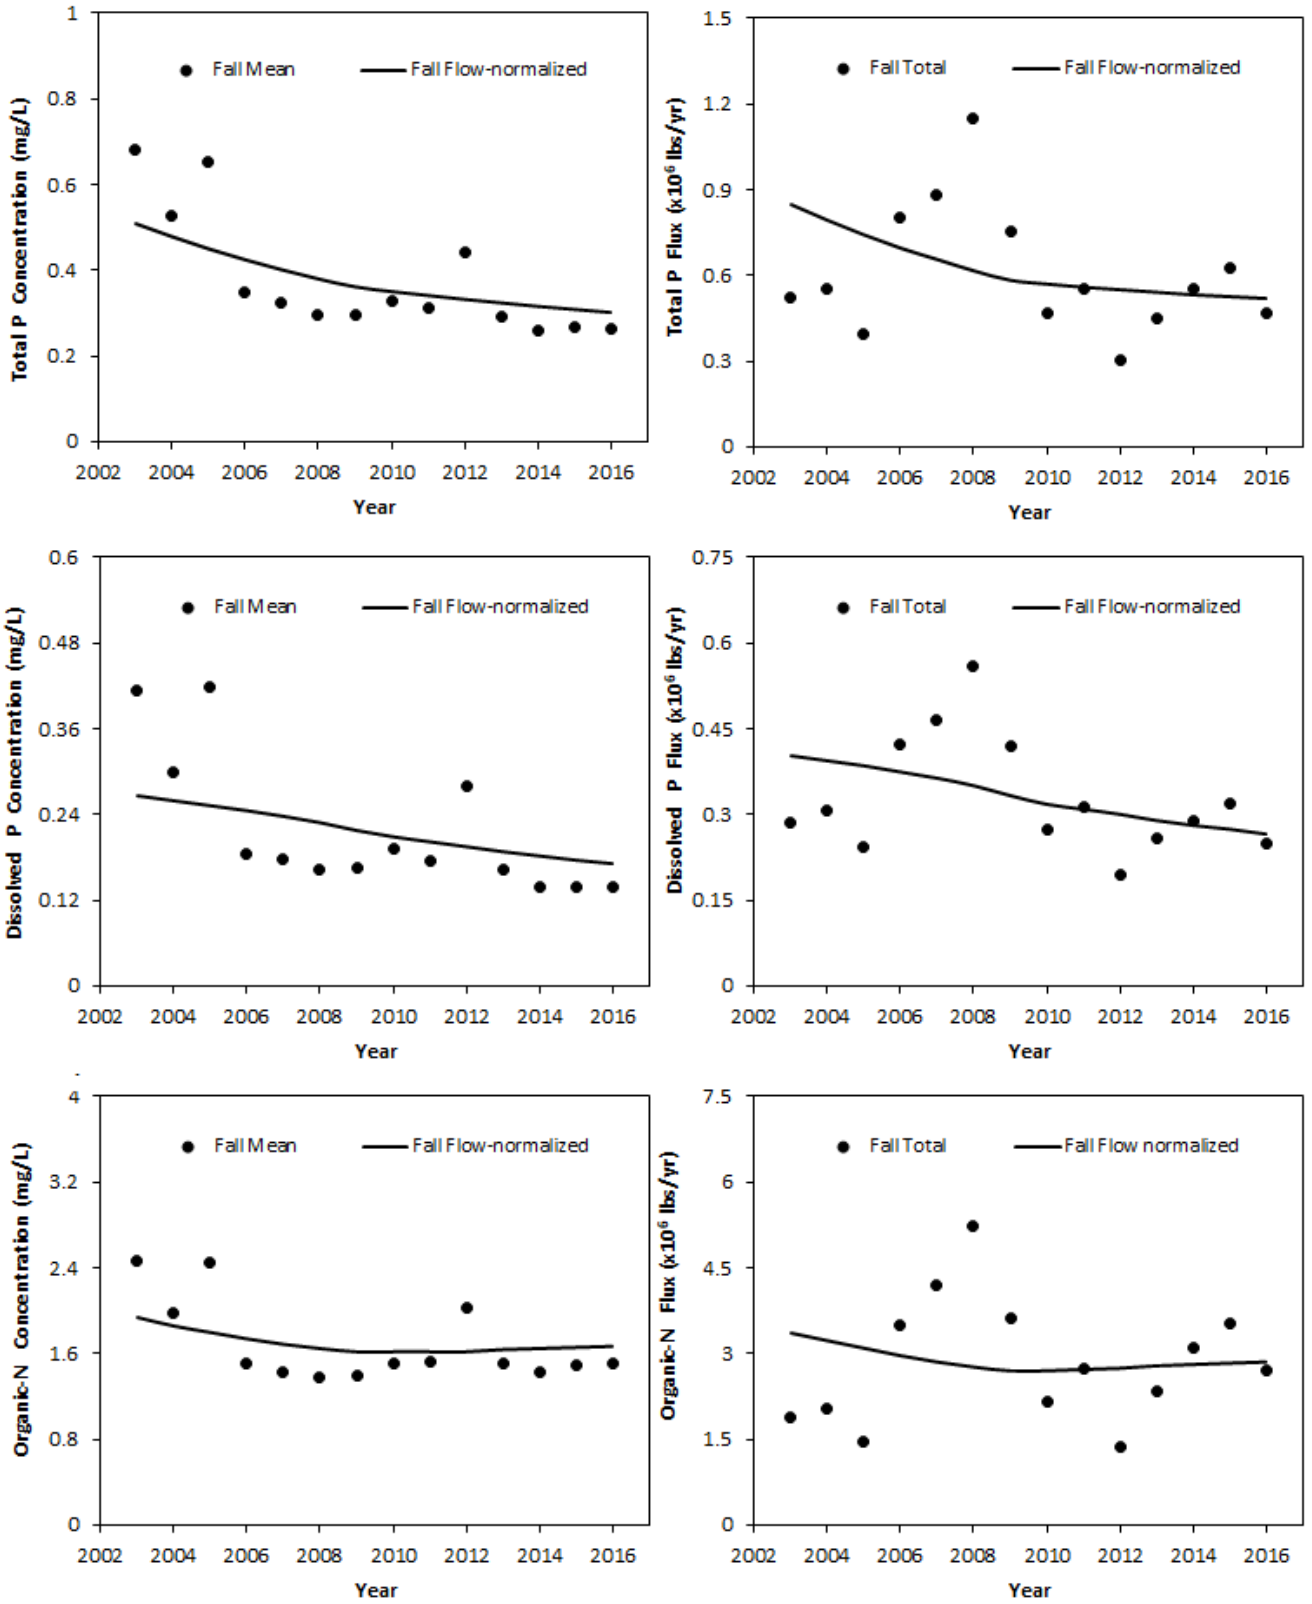 1
0.8
0.6
0.4
0.2
0
Total P Concentration (mg/L)
Fall Mean Fall Flow-normalized
2002 2004 2006 2008 2010 2012 2014 2016
Year
1.5
1.2
0.9
0.6
0.3
0
Total P Flux (x10⁶ lbs/yr)
Fall Total Fall Flow-normalized
2002 2004 2006 2008 2010 2012 2014 2016
Year
0.6
0.48
0.36
0.24
0.12
0
Dissolved P Concentration (mg/L)
Fall Mean Fall Flow-normalized
2002 2004 2006 2008 2010 2012 2014 2016
Year
0.75
0.6
0.45
0.3
0.15
0
Dissolved P Flux (x10⁶ lbs/yr)
Fall Total Fall Flow-normalized
2002 2004 2006 2008 2010 2012 2014 2016
Year
4
3.2
2.4
1.6
0.8
0
Organic-N Concentration (mg/L)
Fall Mean Fall Flow-normalized
2002 2004 2006 2008 2010 2012 2014 2016
Year
7.5
6
4.5
3
1.5
0
Organic-N Flux (x10⁶ lbs/yr)
Fall Total Fall Flow normalized
2002 2004 2006 2008 2010 2012 2014 2016
Year